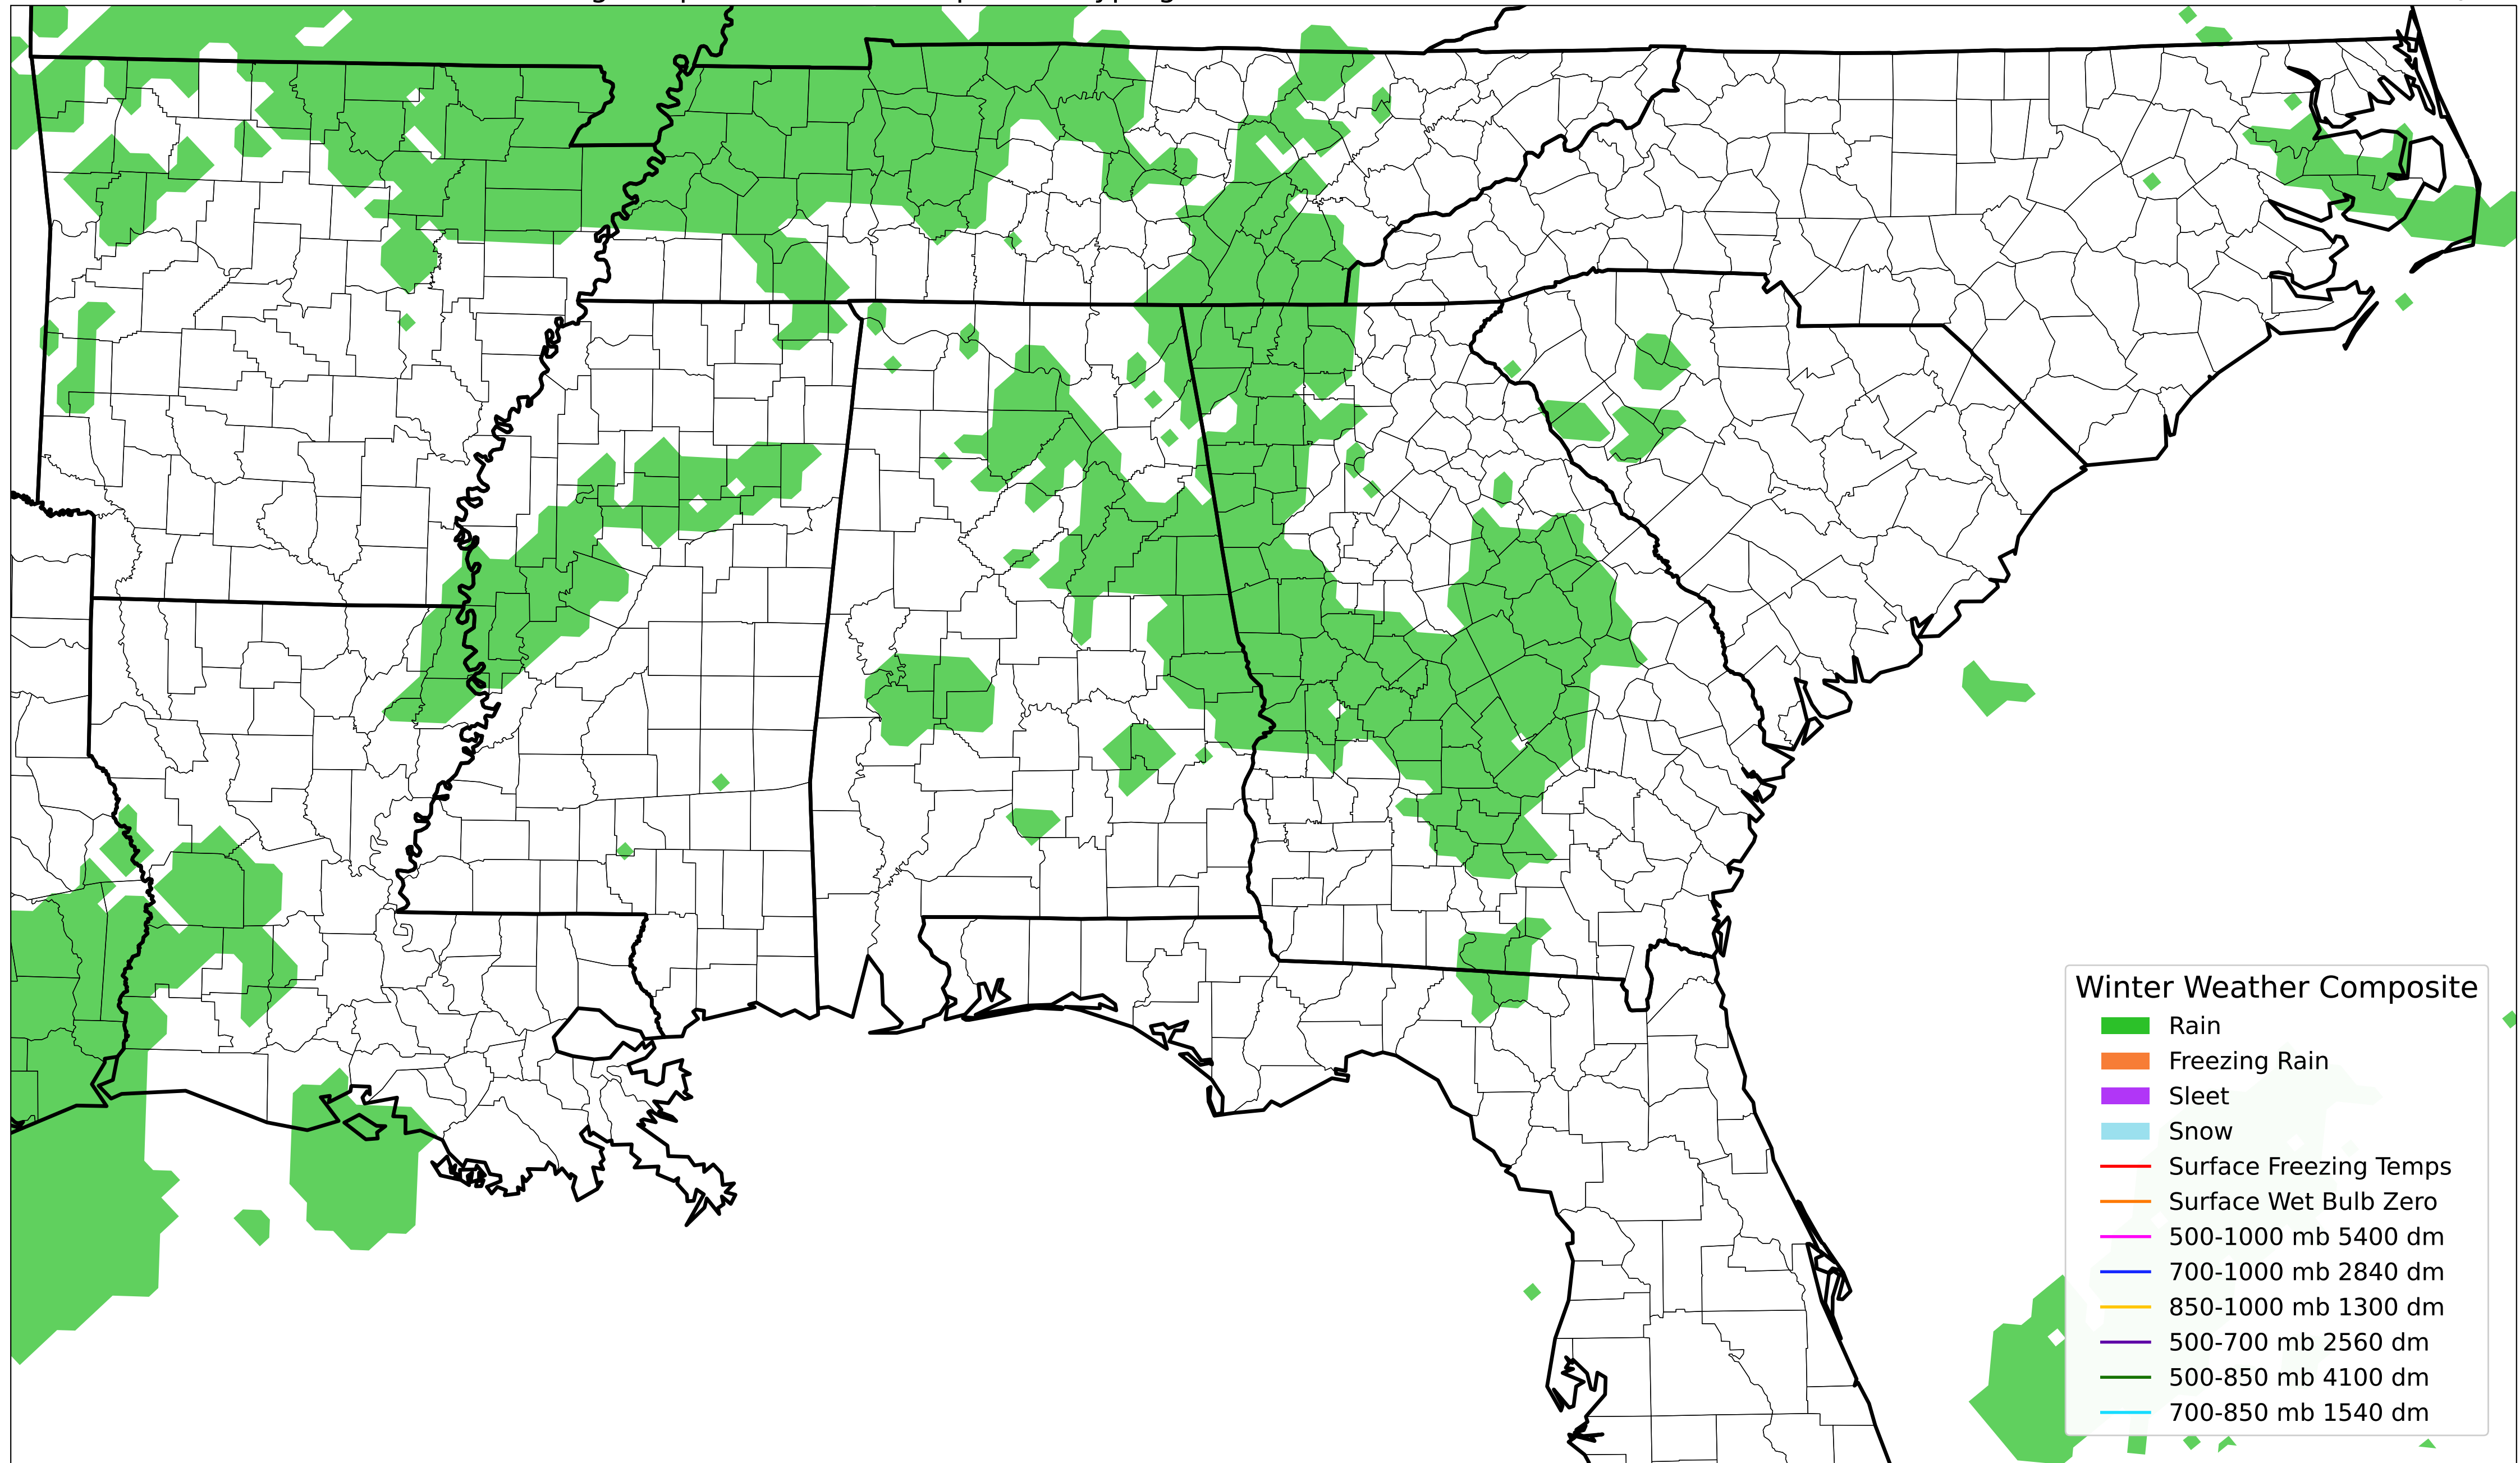 Winter Weather Composite
Rain
Freezing Rain
Sleet
Snow
Surface Freezing Temps
Surface Wet Bulb Zero
500-1000 mb 5400 dm
700-1000 mb 2840 dm
850-1000 mb 1300 dm
500-700 mb 2560 dm
500-850 mb 4100 dm
700-850 mb 1540 dm